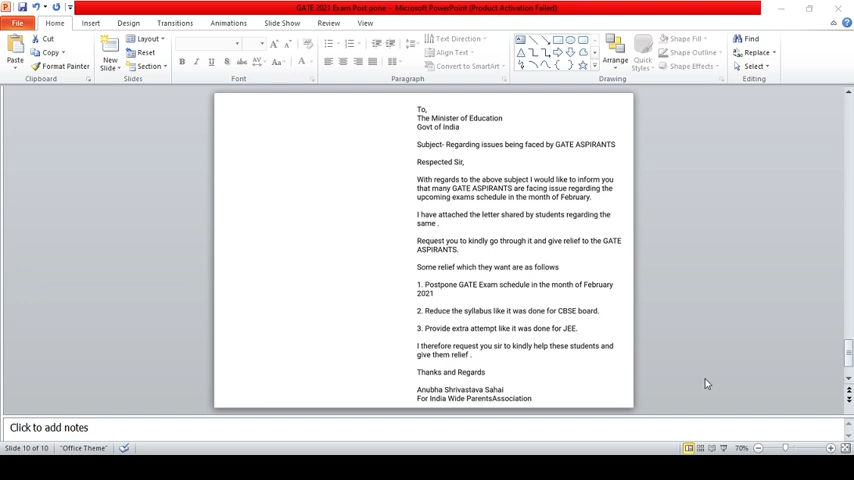 GATE 2021 Exam Post pone - Microsoft PowerPoint (Product Activation Failed)
File Home Insert Design Transitions Animations Slide Show Review View
Paste Cut Copy Format Painter Clipboard
New Slide Layout Reset Section Slides
B I U S abc AV Aa A Font
Text Direction Align Text Convert to SmartArt Paragraph
Arrange Quick Styles Shape Fill Shape Outline Shape Effects Drawing
Find Replace Select Editing
To,
The Minister of Education
Govt of India
Subject- Regarding issues being faced by GATE ASPIRANTS
Respected Sir,
With regards to the above subject I would like to inform you
that many GATE ASPIRANTS are facing issue regarding the
upcoming exams schedule in the month of February.
I have attached the letter shared by students regarding the
same .
Request you to kindly go through it and give relief to the GATE
ASPIRANTS.
Some relief which they want are as follows
1. Postpone GATE Exam schedule in the month of February
2021
2. Reduce the syllabus like it was done for CBSE board.
3. Provide extra attempt like it was done for JEE.
I therefore request you sir to kindly help these students and
give them relief .
Thanks and Regards
Anubha Shrivastava Sahai
For India Wide ParentsAssociation
Click to add notes
Slide 10 of 10 "Office Theme" 70%